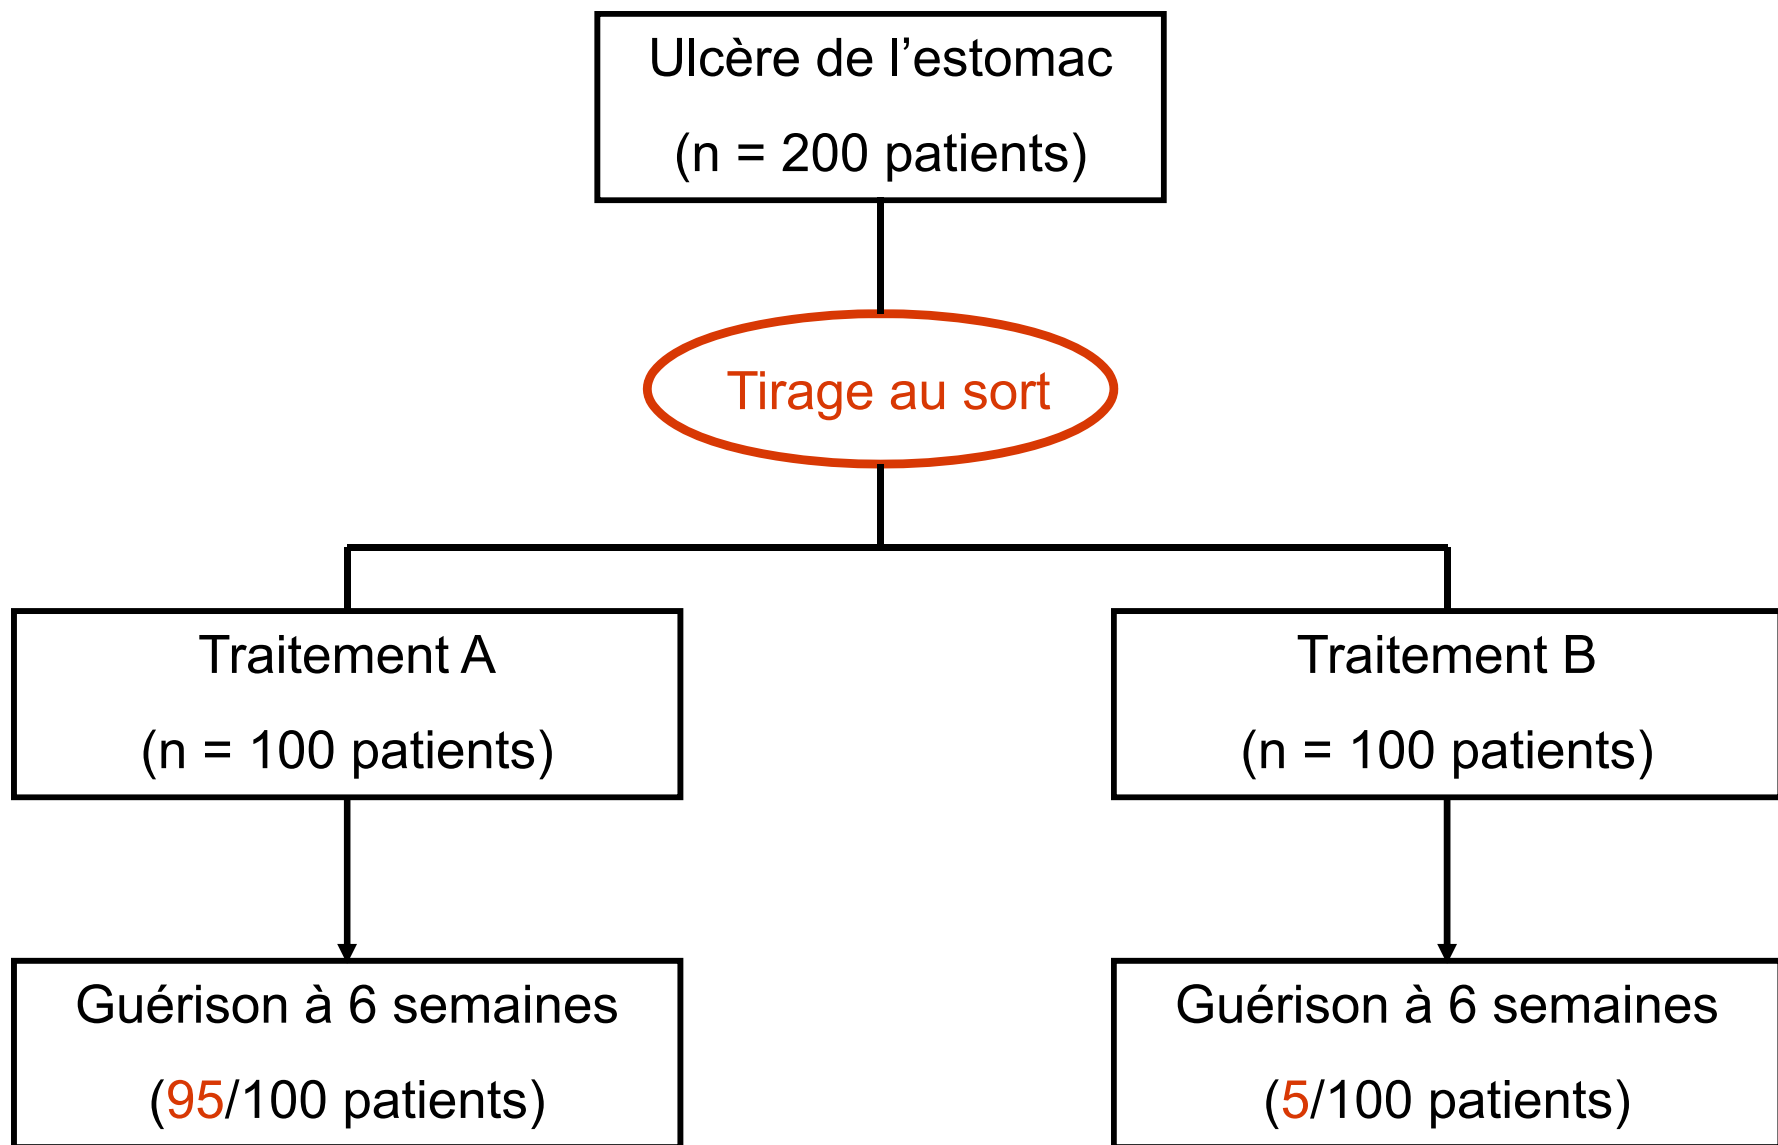 Ulcère de l’estomac
(n = 200 patients)
Tirage au sort
Traitement A
(n = 100 patients)
Traitement B
(n = 100 patients)
Guérison à 6 semaines
(95/100 patients)
Guérison à 6 semaines
(5/100 patients)